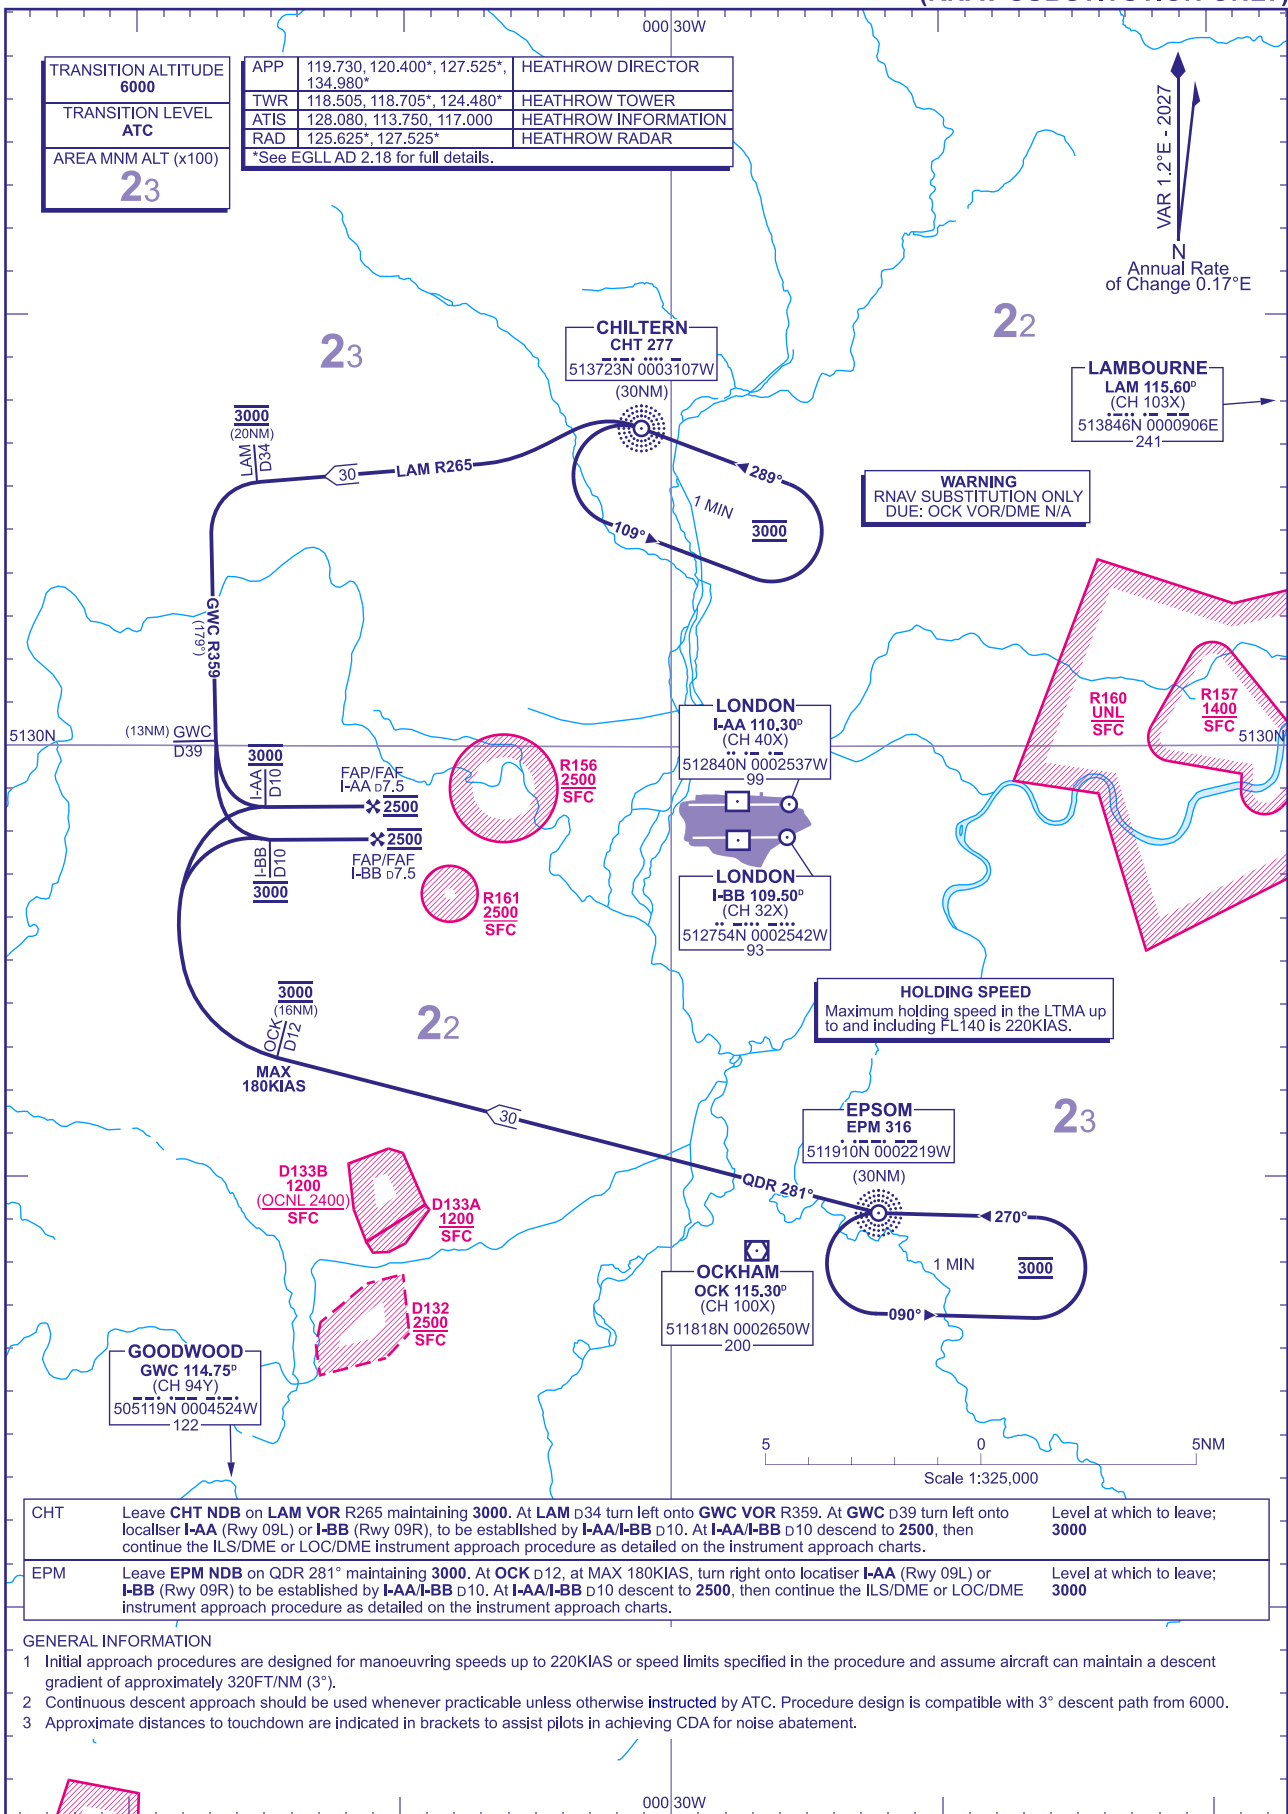 000 30W
TRANSITION ALTITUDE
6000
TRANSITION LEVEL
ATC
AREA MNM ALT (x100)
23
APP 119.730, 120.400*, 127.525*, 134.980* HEATHROW DIRECTOR
TWR 118.505, 118.705*, 124.480* HEATHROW TOWER
ATIS 128.080, 113.750, 117.000 HEATHROW INFORMATION
RAD 125.625*, 127.525* HEATHROW RADAR
*See EGLL AD 2.18 for full details.
VAR 1.2°E - 2027
N
Annual Rate
of Change 0.17°E
23
22
CHILTERN
CHT 277
513723N 0003107W
(30NM)
LAMBOURNE
LAM 115.60D
(CH 103X)
513846N 0000906E
241
3000
(20NM)
LAM
D34
30
LAM R265
289°
1 MIN
3000
109°
WARNING
RNAV SUBSTITUTION ONLY
DUE: OCK VOR/DME N/A
GWC R359
(179°)
R160
UNL
SFC
R157
1400
SFC
5130N
5130N
(13NM) GWC
D39
3000
I-AA
D10
FAP/FAF
I-AA D7.5
2500
2500
FAP/FAF
I-BB D7.5
I-BB
D10
3000
R156
2500
SFC
R161
2500
SFC
LONDON
I-AA 110.30D
(CH 40X)
512840N 0002537W
99
LONDON
I-BB 109.50D
(CH 32X)
512754N 0002542W
93
3000
(16NM)
OCK
D12
MAX
180KIAS
22
HOLDING SPEED
Maximum holding speed in the LTMA up
to and including FL140 is 220KIAS.
30
23
EPSOM
EPM 316
511910N 0002219W
(30NM)
QDR 281°
270°
1 MIN
3000
090°
D133B
1200
(OCNL 2400)
SFC
D133A
1200
SFC
D132
2500
SFC
OCKHAM
OCK 115.30D
(CH 100X)
511818N 0002650W
200
GOODWOOD
GWC 114.75D
(CH 94Y)
505119N 0004524W
122
5 0 5NM
Scale 1:325,000
CHT Leave CHT NDB on LAM VOR R265 maintaining 3000. At LAM D34 turn left onto GWC VOR R359. At GWC D39 turn left onto Level at which to leave;
localiser I-AA (Rwy 09L) or I-BB (Rwy 09R), to be established by I-AA/I-BB D10. At I-AA/I-BB D10 descend to 2500, then 3000
continue the ILS/DME or LOC/DME instrument approach procedure as detailed on the instrument approach charts.
EPM Leave EPM NDB on QDR 281° maintaining 3000. At OCK D12, at MAX 180KIAS, turn right onto locatiser I-AA (Rwy 09L) or Level at which to leave;
I-BB (Rwy 09R) to be established by I-AA/I-BB D10. At I-AA/I-BB D10 descent to 2500, then continue the ILS/DME or LOC/DME 3000
instrument approach procedure as detailed on the instrument approach charts.
GENERAL INFORMATION
1 Initial approach procedures are designed for manoeuvring speeds up to 220KIAS or speed limits specified in the procedure and assume aircraft can maintain a descent
gradient of approximately 320FT/NM (3°).
2 Continuous descent approach should be used whenever practicable unless otherwise instructed by ATC. Procedure design is compatible with 3° descent path from 6000.
3 Approximate distances to touchdown are indicated in brackets to assist pilots in achieving CDA for noise abatement.
000 30W